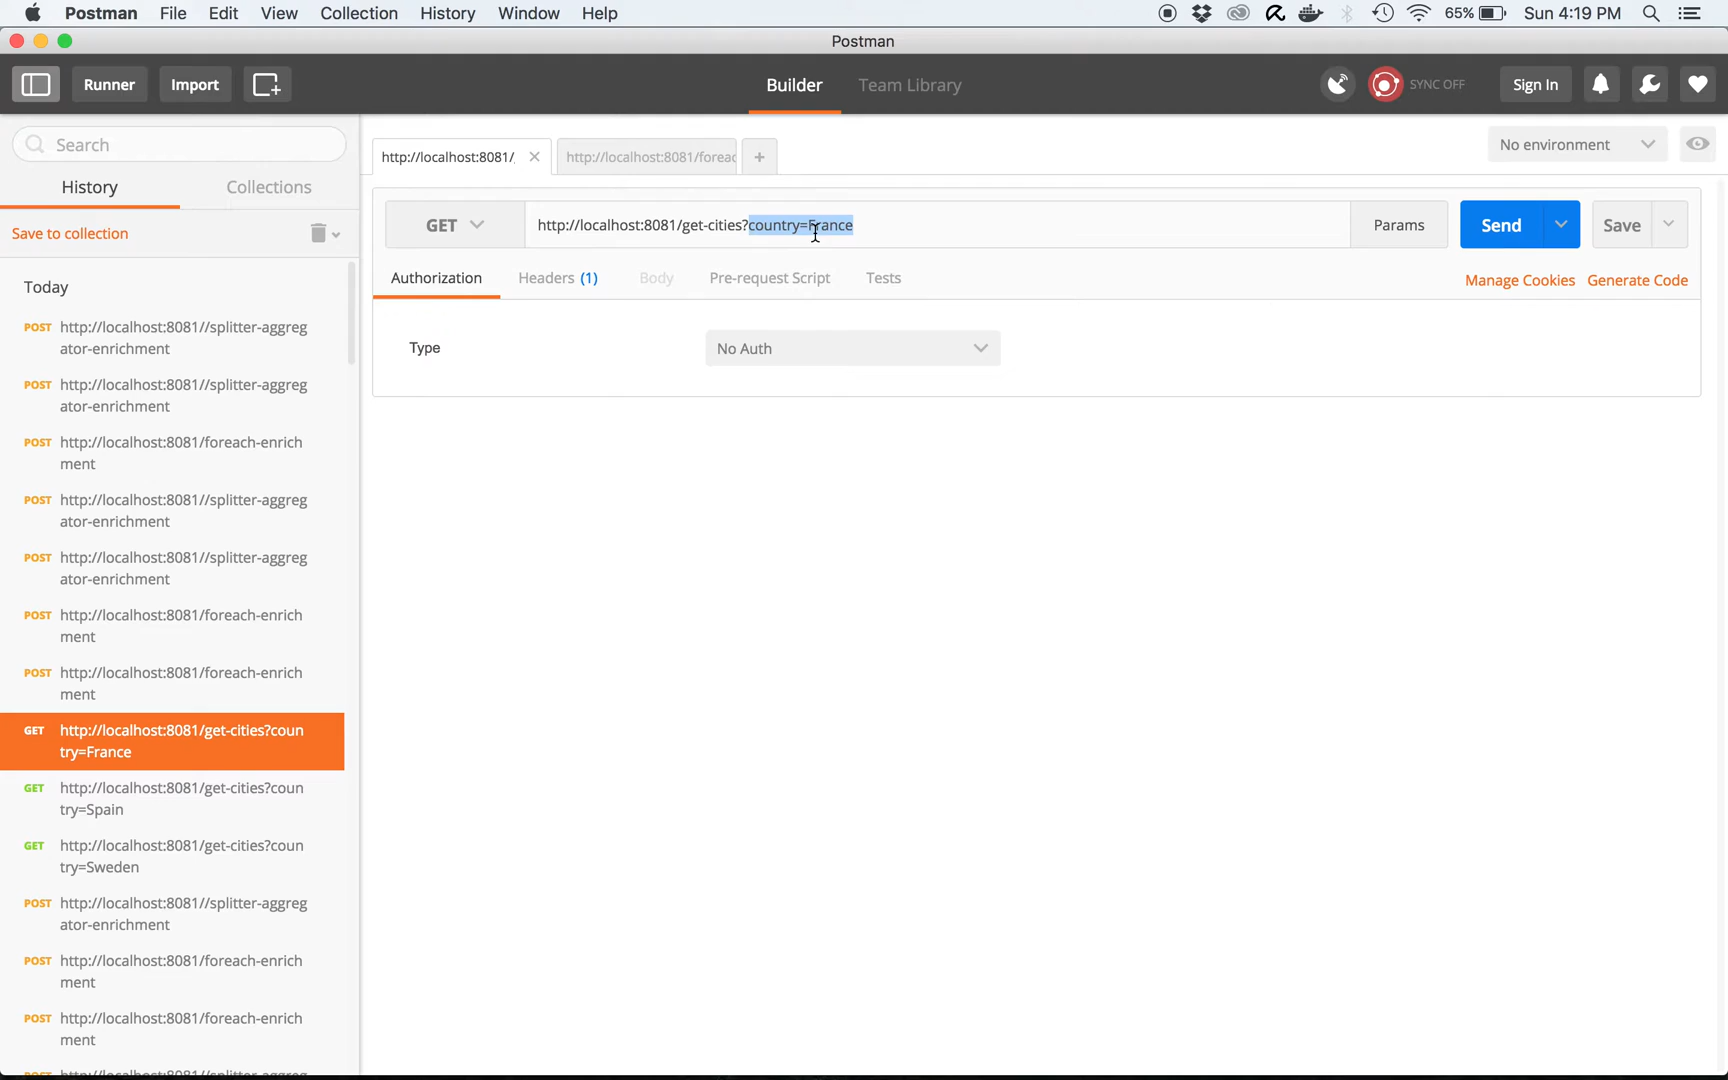 Postman File Edit View Collection History Window Help 65% Sun 4:19 PM
Postman
Runner Import Builder Team Library SYNC OFF Sign In
Search
History Collections
Save to collection
Today
POST http://localhost:8081//splitter-aggreg
ator-enrichment
POST http://localhost:8081//splitter-aggreg
ator-enrichment
POST http://localhost:8081/foreach-enrich
ment
POST http://localhost:8081//splitter-aggreg
ator-enrichment
POST http://localhost:8081//splitter-aggreg
ator-enrichment
POST http://localhost:8081/foreach-enrich
ment
POST http://localhost:8081/foreach-enrich
ment
GET http://localhost:8081/get-cities?coun
try=France
GET http://localhost:8081/get-cities?coun
try=Spain
GET http://localhost:8081/get-cities?coun
try=Sweden
POST http://localhost:8081//splitter-aggreg
ator-enrichment
POST http://localhost:8081/foreach-enrich
ment
POST http://localhost:8081/foreach-enrich
ment
POST http://localhost:8081//splitter-aggreg
http://localhost:8081/ http://localhost:8081/foreac + No environment
GET http://localhost:8081/get-cities?country=France Params Send Save
Authorization Headers (1) Body Pre-request Script Tests Manage Cookies Generate Code
Type No Auth